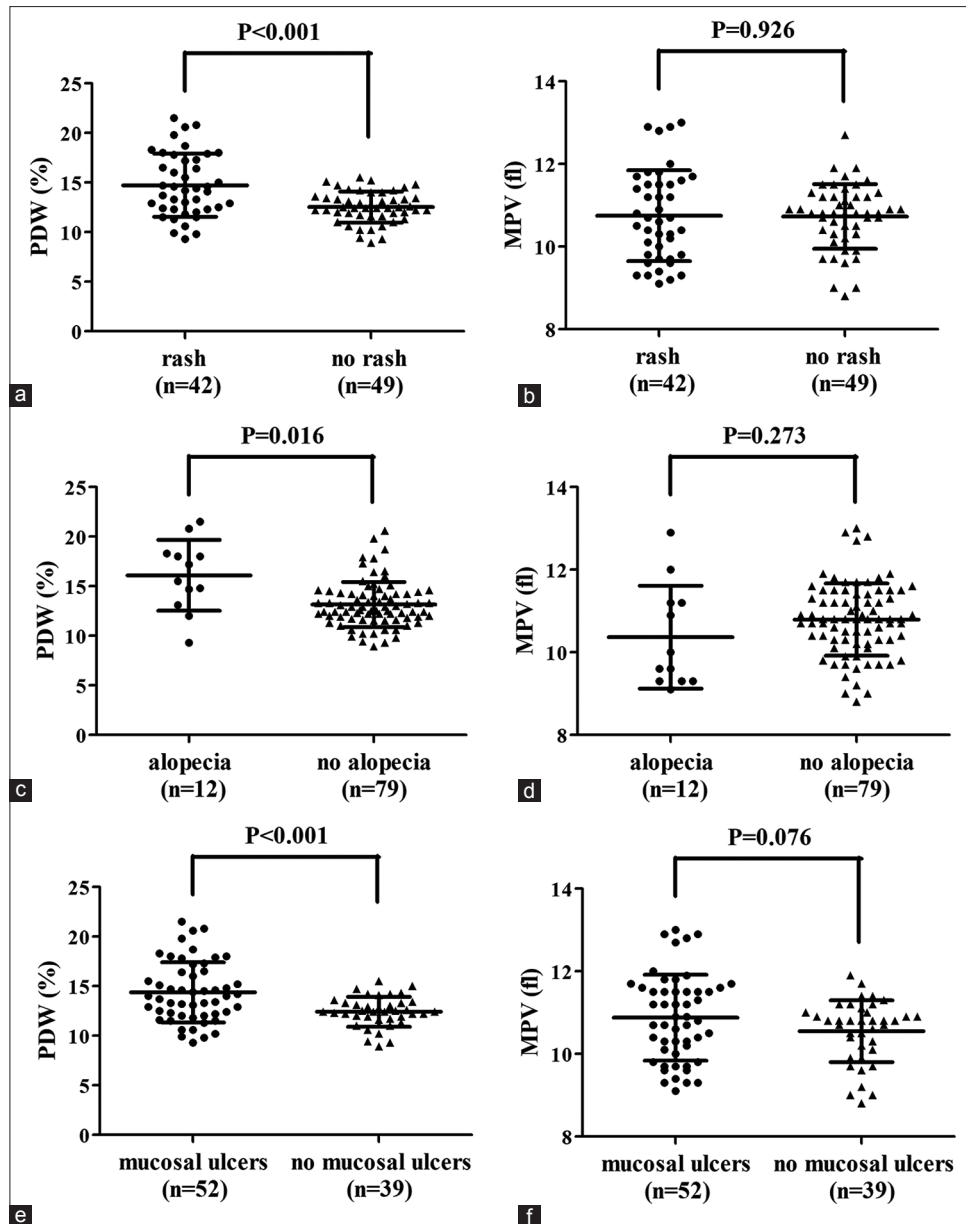 P<0.001
25
20
15
10
5
0
PDW (%)
rash
(n=42)
no rash
(n=49)
a
P=0.926
14
12
10
8
MPV (fl)
rash
(n=42)
no rash
(n=49)
b
P=0.016
25
20
15
10
5
0
PDW (%)
alopecia
(n=12)
no alopecia
(n=79)
c
P=0.273
14
12
10
8
MPV (fl)
alopecia
(n=12)
no alopecia
(n=79)
d
P<0.001
25
20
15
10
5
0
PDW (%)
mucosal ulcers
(n=52)
no mucosal ulcers
(n=39)
e
P=0.076
14
12
10
8
MPV (fl)
mucosal ulcers
(n=52)
no mucosal ulcers
(n=39)
f